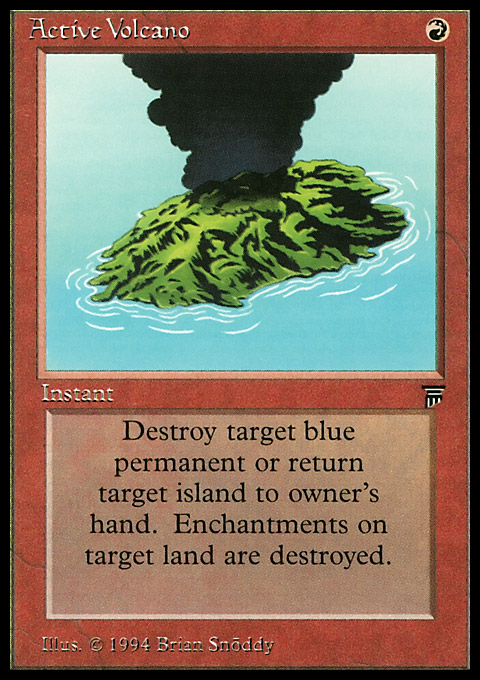 Active Volcano
Instant
Destroy target blue
permanent or return
target island to owner's
hand. Enchantments on
target land are destroyed.
Illus. © 1994 Brian Snōddy